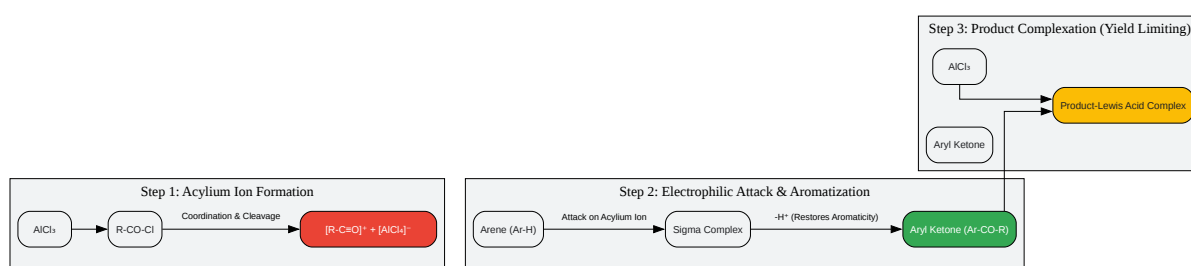 Step 3: Product Complexation (Yield Limiting)
AlCl₃
Product-Lewis Acid Complex
Aryl Ketone
Step 1: Acylium Ion Formation
AlCl₃
R-CO-Cl
Coordination & Cleavage
[R-C≡O]⁺ + [AlCl₄]⁻
Step 2: Electrophilic Attack & Aromatization
Arene (Ar-H)
Attack on Acylium Ion
Sigma Complex
-H⁺ (Restores Aromaticity)
Aryl Ketone (Ar-CO-R)